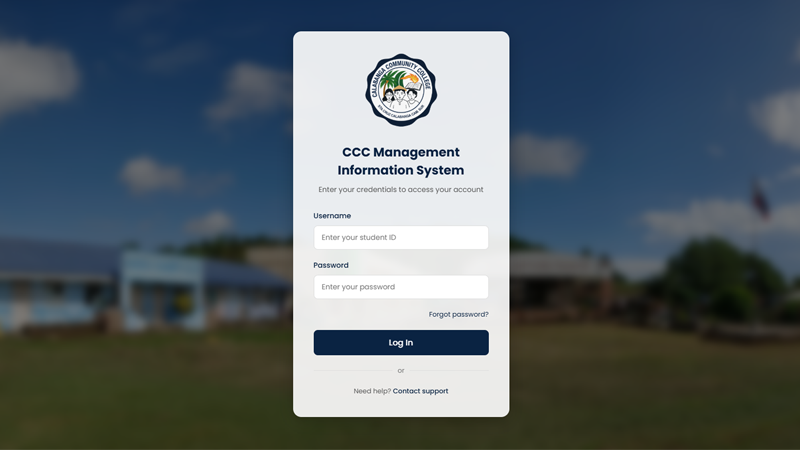 CALABANGA COMMUNITY COLLEGE
CCC Management
Information System
Enter your credentials to access your account
Username
Enter your student ID
Password
Enter your password
Forgot password?
Log In
or
Need help? Contact support